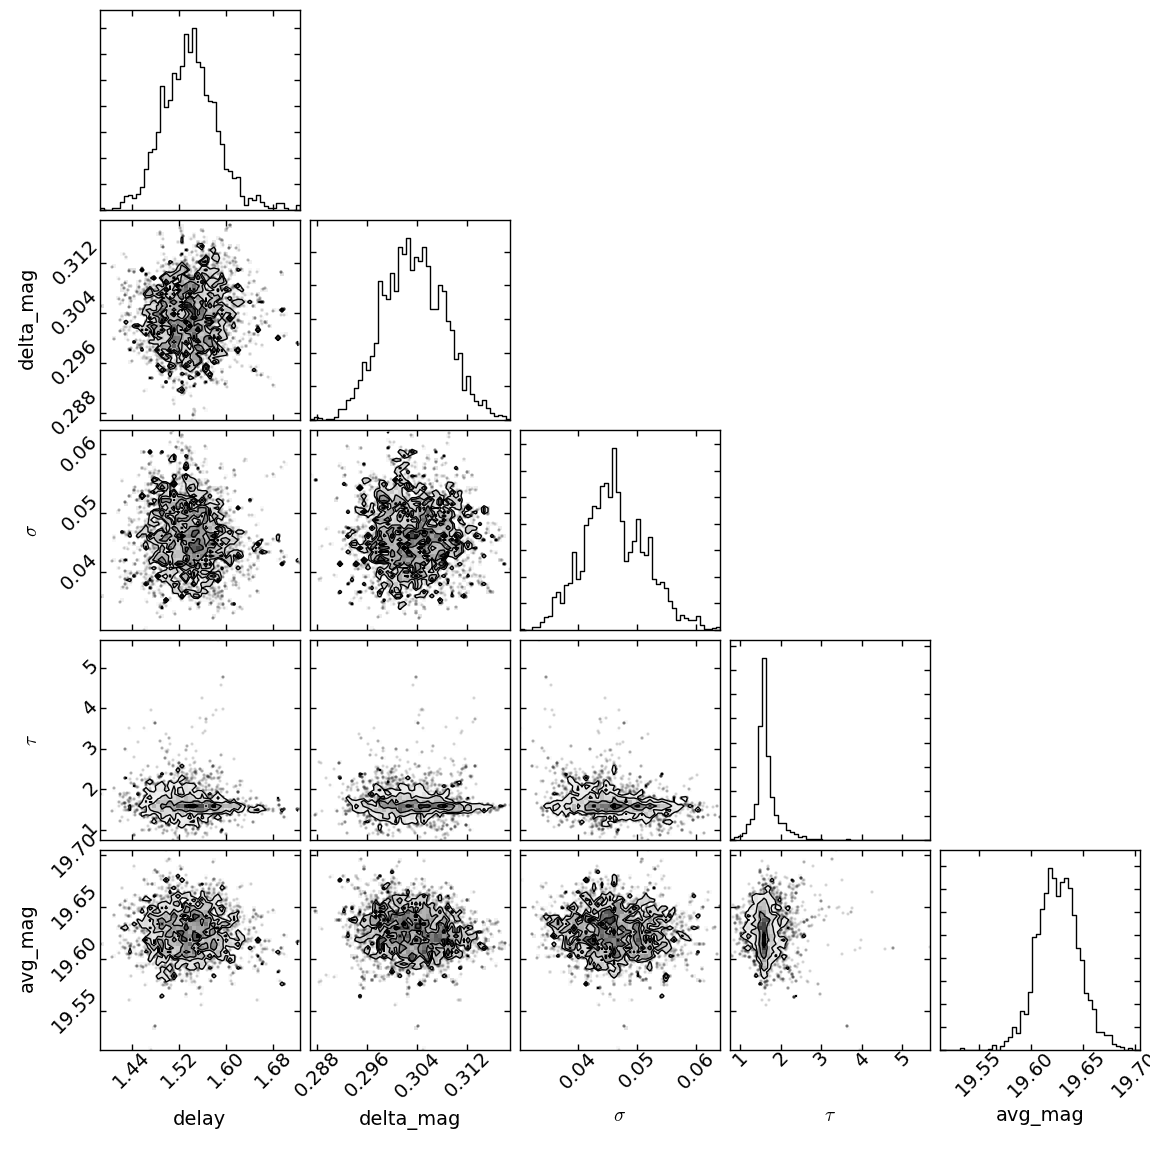 0.312
0.304
0.296
0.288
delta_mag
0.06
0.05
0.04
σ
5
4
3
2
1
τ
19.70
19.65
19.60
19.55
avg_mag
1.44 1.52 1.60 1.68
0.288 0.296 0.304 0.312
0.04 0.05 0.06
1 2 3 4 5
19.55 19.60 19.65 19.70
delay delta_mag σ τ avg_mag